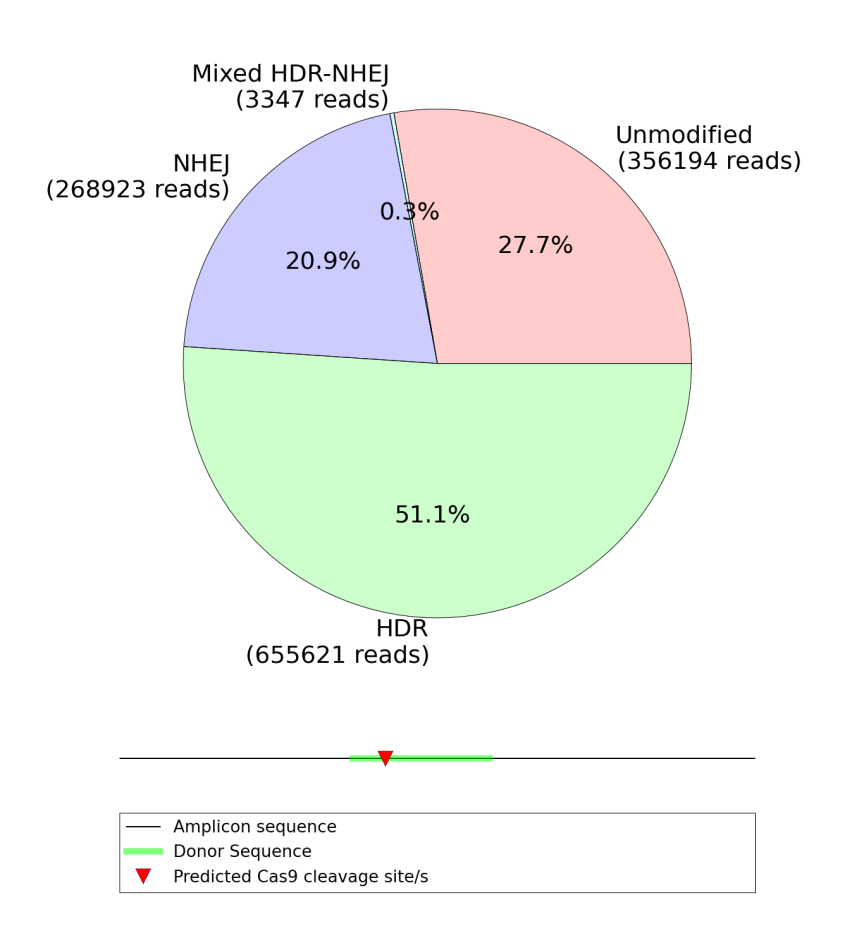 Mixed HDR-NHEJ
(3347 reads)
Unmodified
(356194 reads)
NHEJ
(268923 reads)
0.3%
27.7%
20.9%
51.1%
HDR
(655621 reads)
Amplicon sequence
Donor Sequence
Predicted Cas9 cleavage site/s